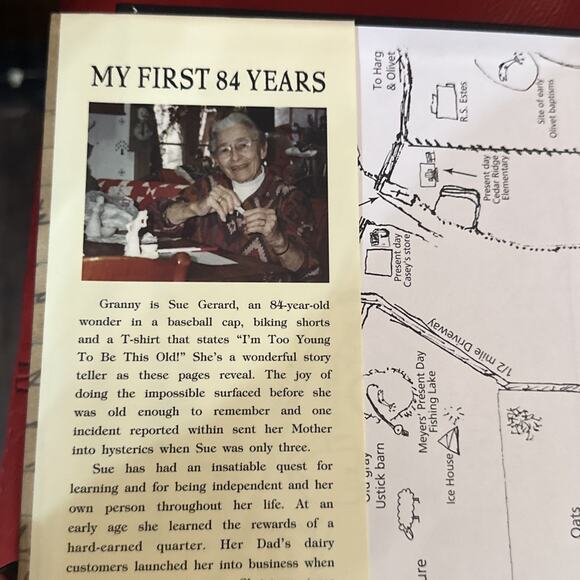 MY FIRST 84 YEARS
Granny is Sue Gerard, an 84-year-old
wonder in a baseball cap, biking shorts
and a T-shirt that states “I’m Too Young
To Be This Old!” She’s a wonderful story
teller as these pages reveal. The joy of
doing the impossible surfaced before she
was old enough to remember and one
incident reported within sent her Mother
into hysterics when Sue was only three.
Sue has had an insatiable quest for
learning and for being independent and her
own person throughout her life. At an
early age she learned the rewards of a
hard-earned quarter. Her Dad’s dairy
customers launched her into business when
To Harg
& Olivet
R.S. Estes
Site of early
Olivet baptisms
Present day
Cedar Ridge
Elementary
Present day
Casey's store
1/2 mile Driveway
Meyers' Present Day
Fishing Lake
gray
Ustick barn
Ice House
Oats
ure